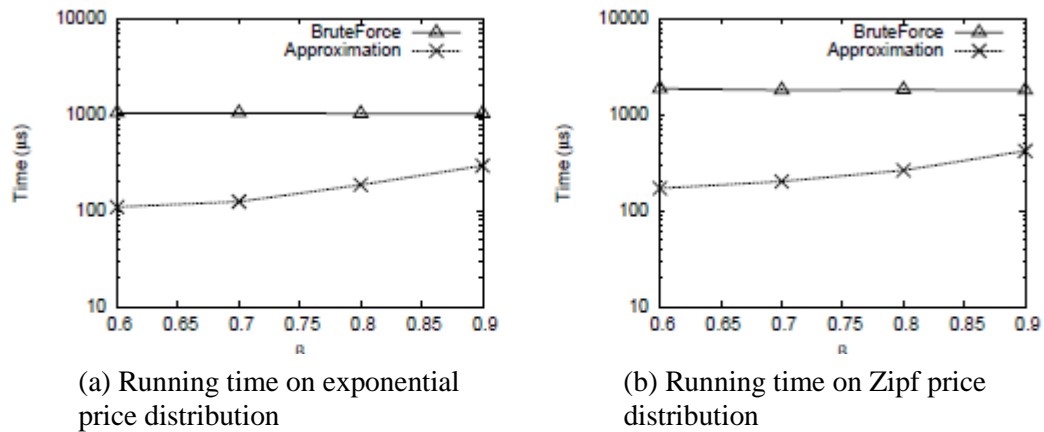 10000
1000
100
10
Time (µs)
BruteForce
Approximation
0.6 0.65 0.7 0.75 0.8 0.85 0.9
(a) Running time on exponential
price distribution
10000
1000
100
10
Time (µs)
BruteForce
Approximation
0.6 0.65 0.7 0.75 0.8 0.85 0.9
(b) Running time on Zipf price
distribution